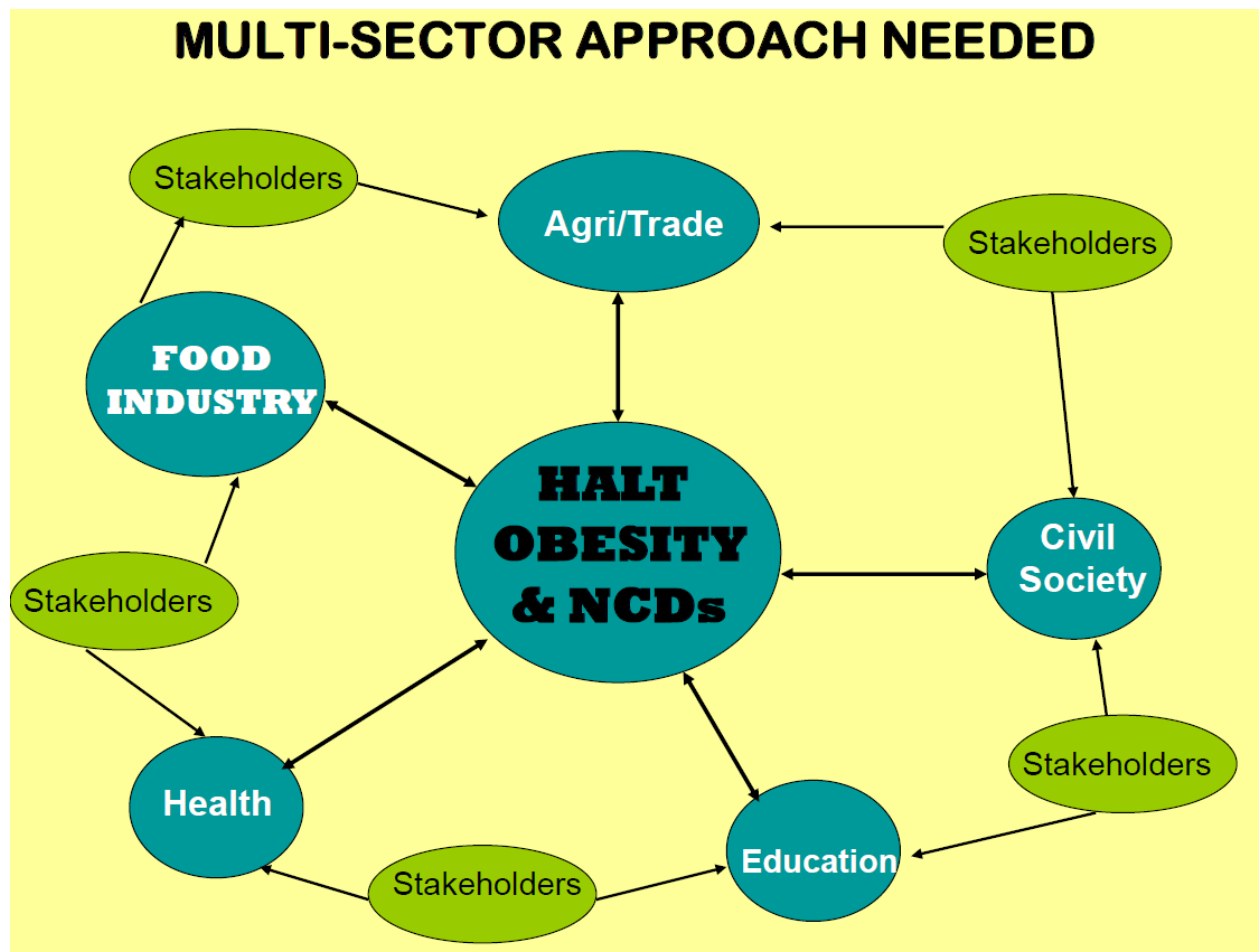 MULTI-SECTOR APPROACH NEEDED
Stakeholders
Agri/Trade
Stakeholders
FOOD
INDUSTRY
HALT
OBESITY
& NCDs
Civil
Society
Stakeholders
Stakeholders
Health
Education
Stakeholders